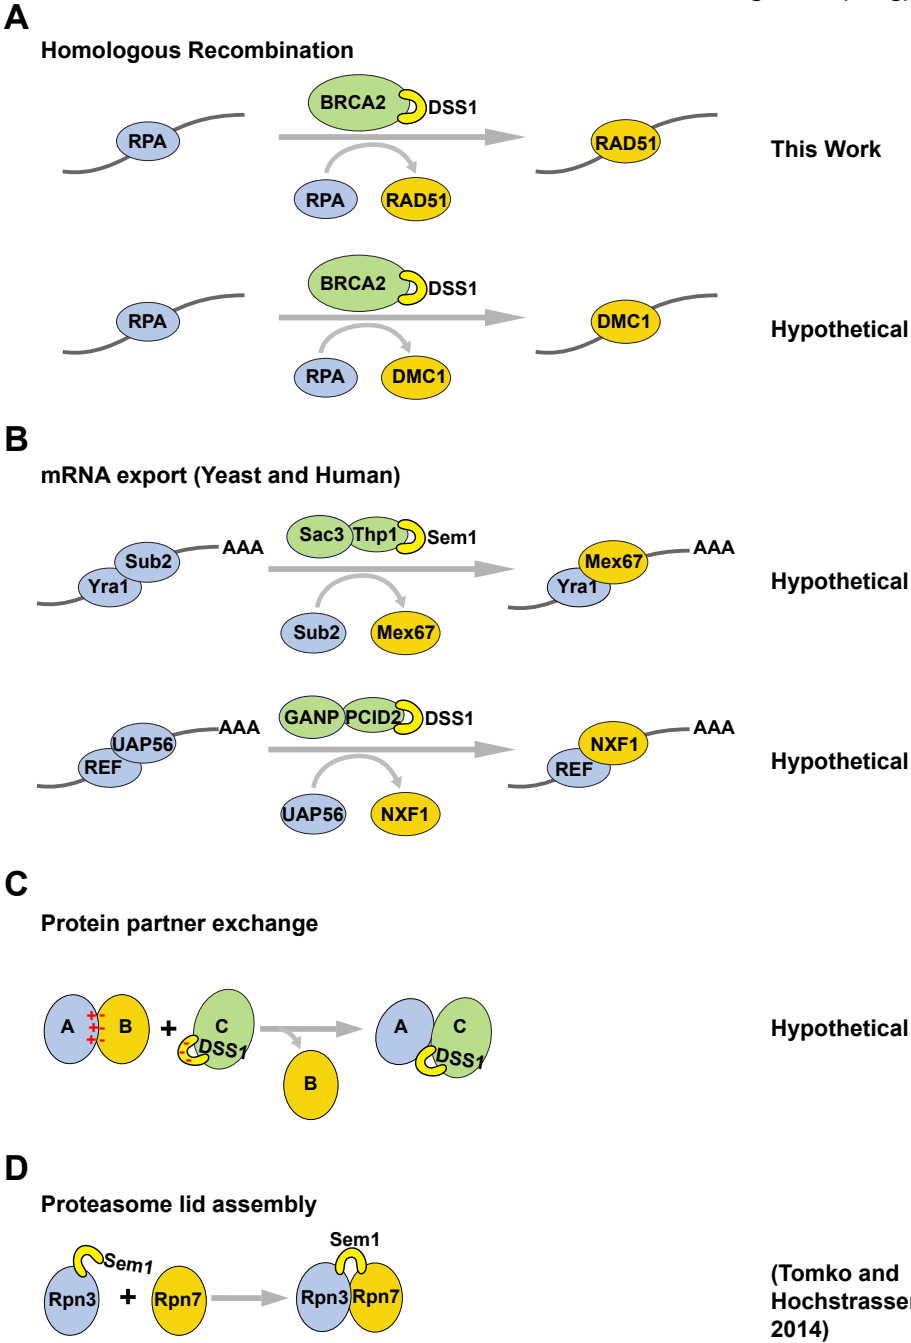 A
Homologous Recombination
BRCA2
DSS1
RPA
RAD51
This Work
RPA
RAD51
BRCA2
DSS1
RPA
DMC1
Hypothetical
RPA
DMC1
B
mRNA export (Yeast and Human)
Sac3 Thp1 Sem1
AAA
AAA
Sub2
Mex67
Yra1
Yra1
Hypothetical
Sub2
Mex67
GANP PCID2 DSS1
AAA
AAA
UAP56
NXF1
REF
REF
Hypothetical
UAP56
NXF1
C
Protein partner exchange
A
+ -
+ -
+ -
B
+
C
DSS1
- 
-
-
B
A
C
DSS1
Hypothetical
D
Proteasome lid assembly
Sem1
Sem1
Rpn3
+
Rpn7
Rpn3 Rpn7
(Tomko and
Hochstrasser
2014)